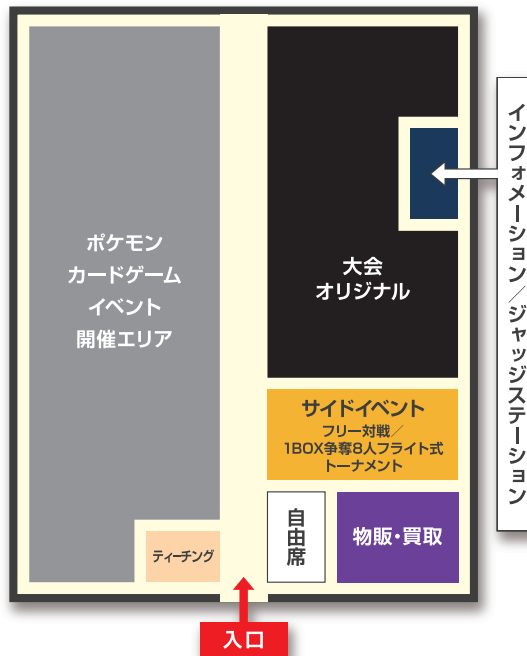 ポケモン
カードゲーム
イベント
開催エリア
大会
オリジナル
インフォメーション／ジャッジステーション
サイドイベント
フリー対戦／
1BOX争奪8人フライト式
トーナメント
ティーチング
自由席
物販・買取
入口